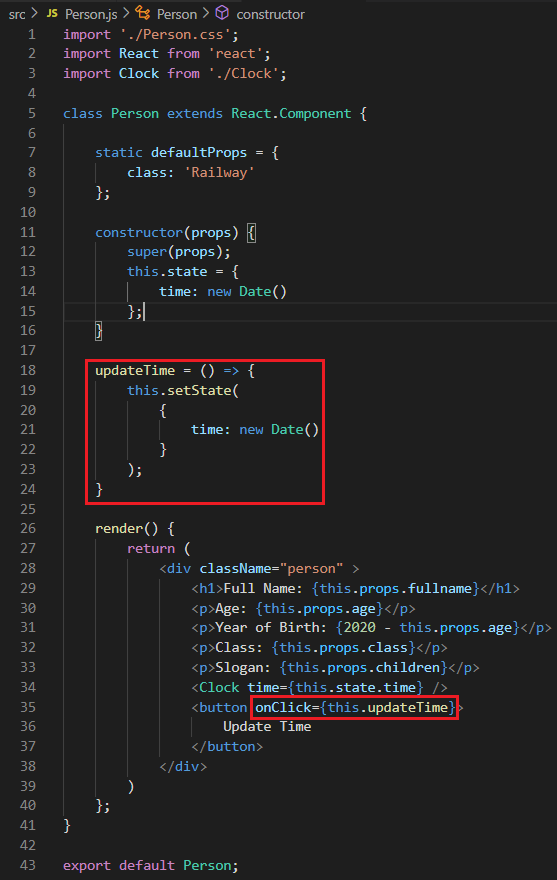 src > JS Person.js > Person > constructor
1 import './Person.css';
2 import React from 'react';
3 import Clock from './Clock';
4
5 class Person extends React.Component {
6
7     static defaultProps = {
8         class: 'Railway'
9     };
10
11     constructor(props) {
12         super(props);
13         this.state = {
14             time: new Date()
15         };
16     }
17
18     updateTime = () => {
19         this.setState(
20             {
21                 time: new Date()
22             }
23         );
24     }
25
26     render() {
27         return (
28             <div className="person" >
29                 <h1>Full Name: {this.props.fullname}</h1>
30                 <p>Age: {this.props.age}</p>
31                 <p>Year of Birth: {2020 - this.props.age}</p>
32                 <p>Class: {this.props.class}</p>
33                 <p>Slogan: {this.props.children}</p>
34                 <Clock time={this.state.time} />
35                 <button onClick={this.updateTime}>
36                     Update Time
37                 </button>
38             </div>
39         )
40     };
41 }
42
43 export default Person;